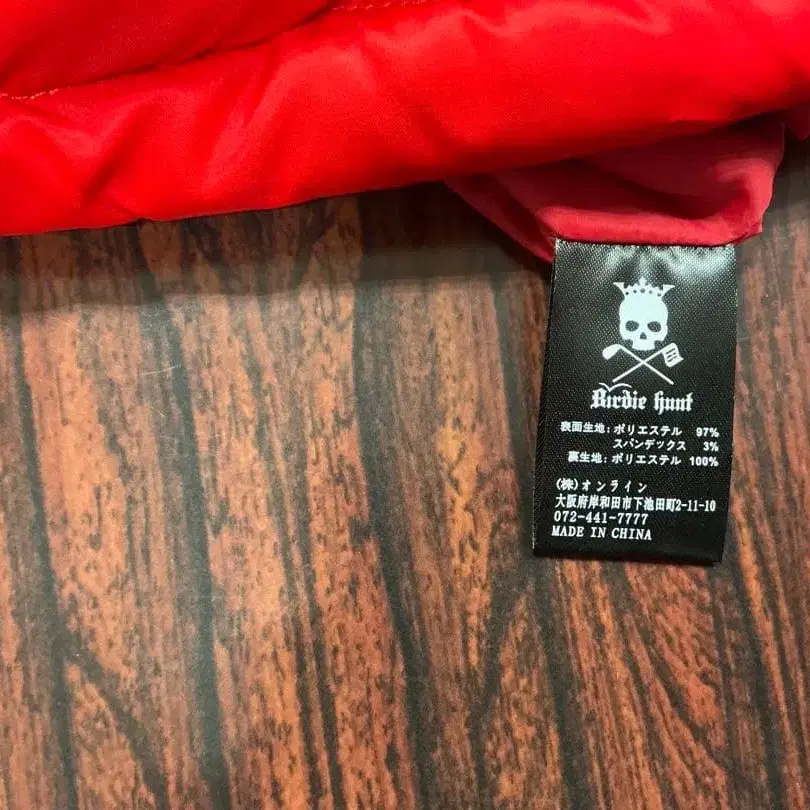 Birdie hunt
表面生地:ポリエステル 97%
スパンデックス 3%
裏生地:ポリエステル 100%
(株)オンライン
大阪府岸和田市下池田町2-11-10
072-441-7777
MADE IN CHINA